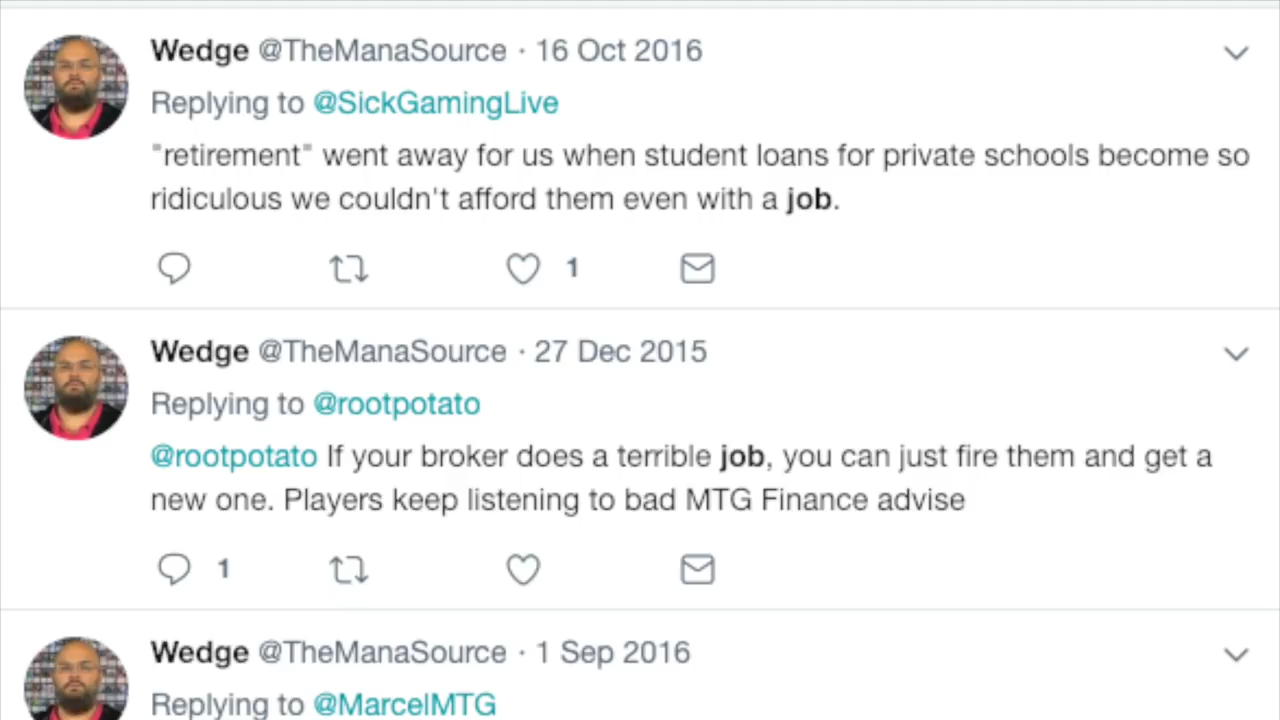 Wedge @TheManaSource · 16 Oct 2016
Replying to @SickGamingLive
"retirement" went away for us when student loans for private schools become so
ridiculous we couldn't afford them even with a job.
1
Wedge @TheManaSource · 27 Dec 2015
Replying to @rootpotato
@rootpotato If your broker does a terrible job, you can just fire them and get a
new one. Players keep listening to bad MTG Finance advise
1
Wedge @TheManaSource · 1 Sep 2016
Replying to @MarcelMTG